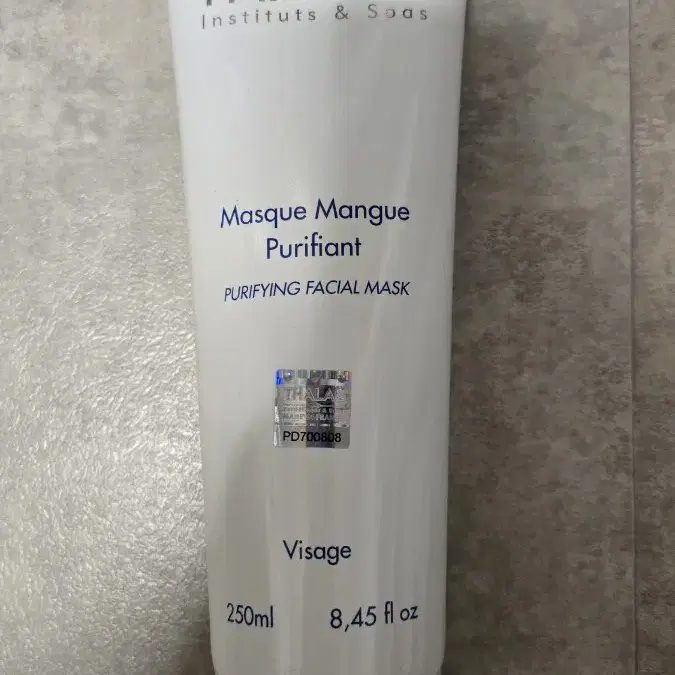 Instituts & Spas
Masque Mangue
Purifiant
PURIFYING FACIAL MASK
PD700808
Visage
250ml 8,45 fl oz